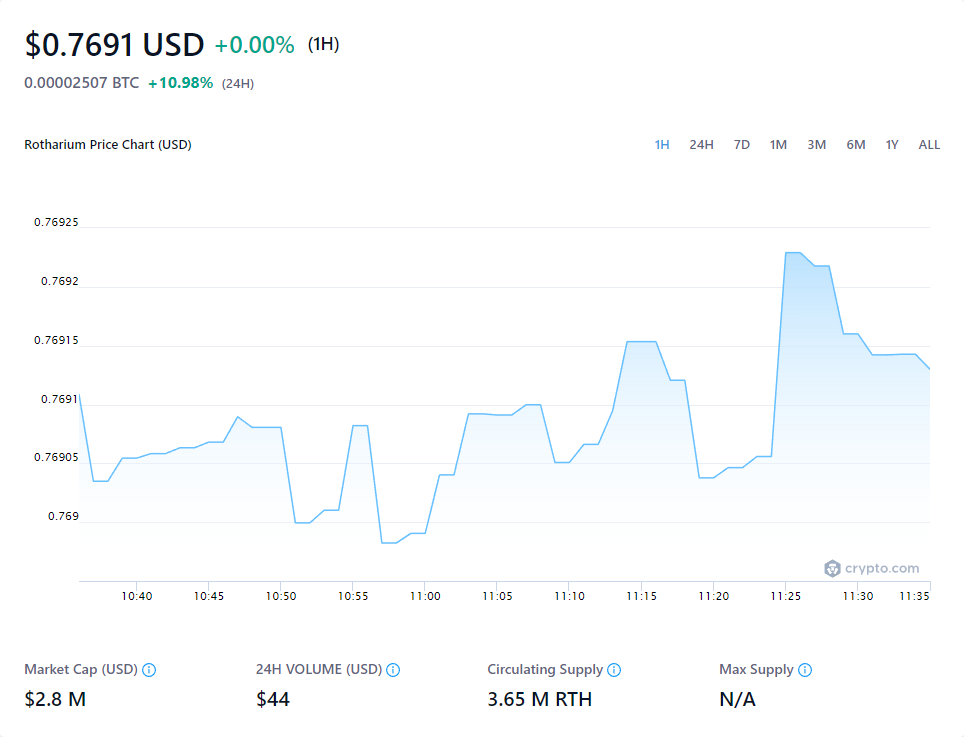 $0.7691 USD +0.00% (1H)
0.00002507 BTC +10.98% (24H)
Rotharium Price Chart (USD)
1H 24H 7D 1M 3M 6M 1Y ALL
0.76925
0.7692
0.76915
0.7691
0.76905
0.769
crypto.com
10:40 10:45 10:50 10:55 11:00 11:05 11:10 11:15 11:20 11:25 11:30 11:35
Market Cap (USD) 24H VOLUME (USD) Circulating Supply Max Supply
$2.8 M $44 3.65 M RTH N/A